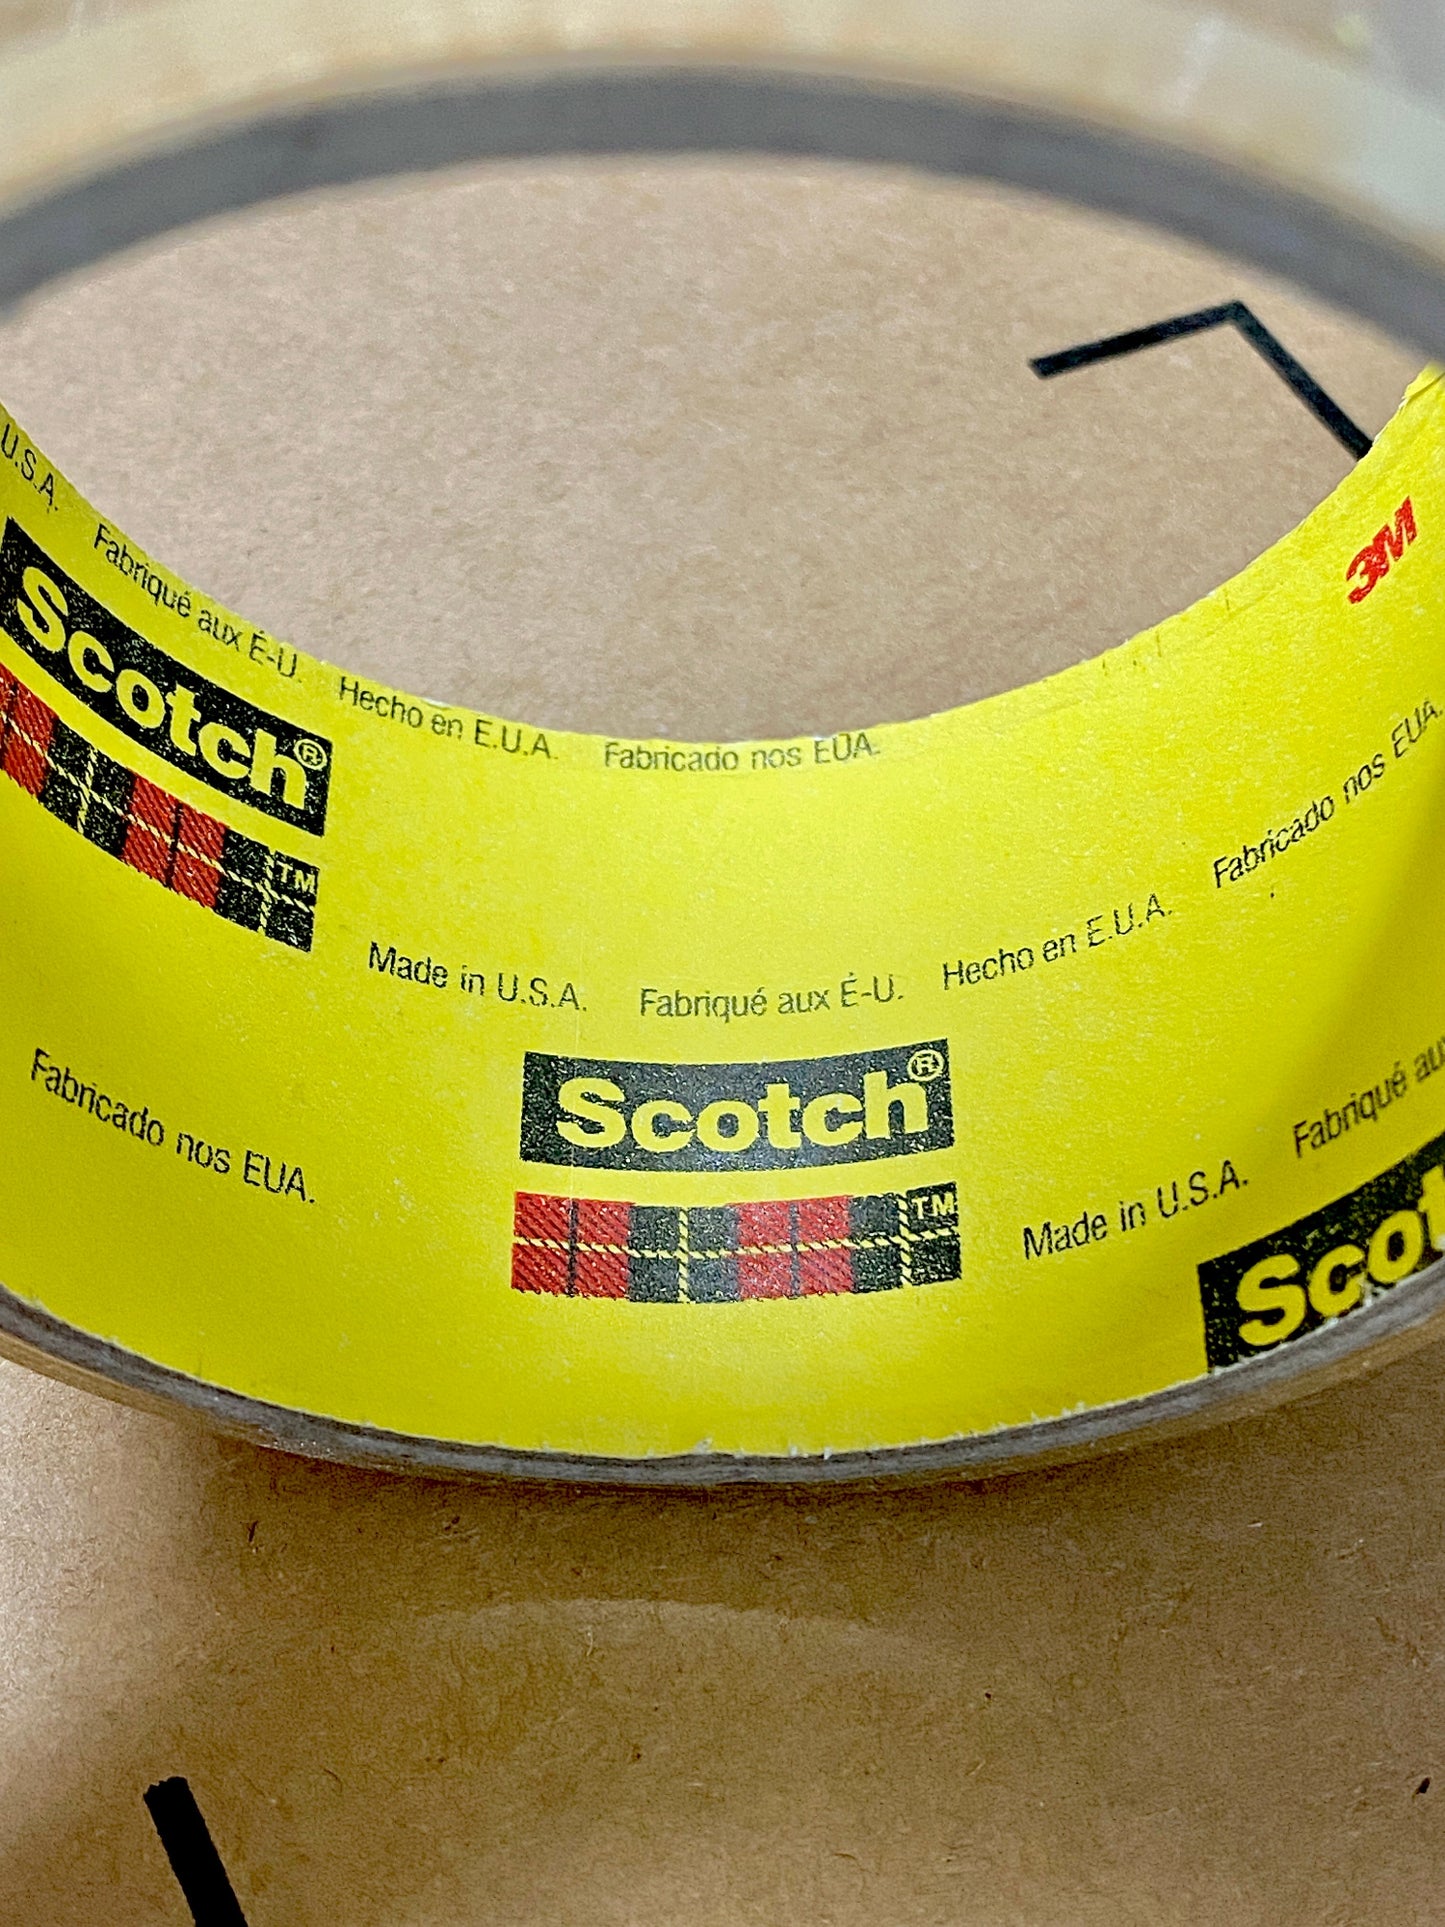 U.S.A. Fabriqué aux É-U. Hecho en E.U.A. Fabricado nos EUA.
3M
Scotch®
TM
Made in U.S.A. Fabriqué aux É-U. Hecho en E.U.A. Fabricado nos EUA.
Fabricado nos EUA.
Scotch®
TM
Made in U.S.A. Fabriqué
Scot